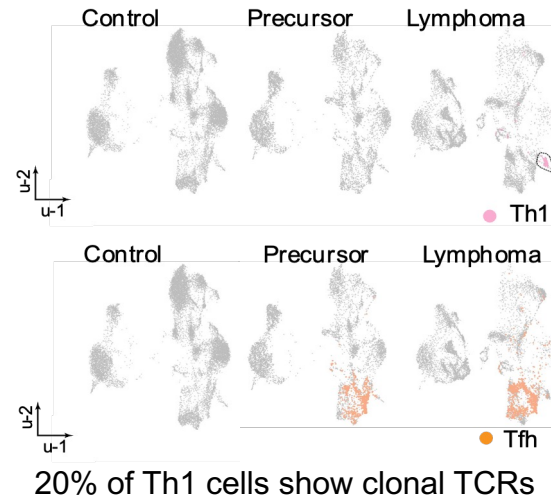 Control Precursor Lymphoma
u-2
u-1
Th1
Control Precursor Lymphoma
u-2
u-1
Tfh
20% of Th1 cells show clonal TCRs